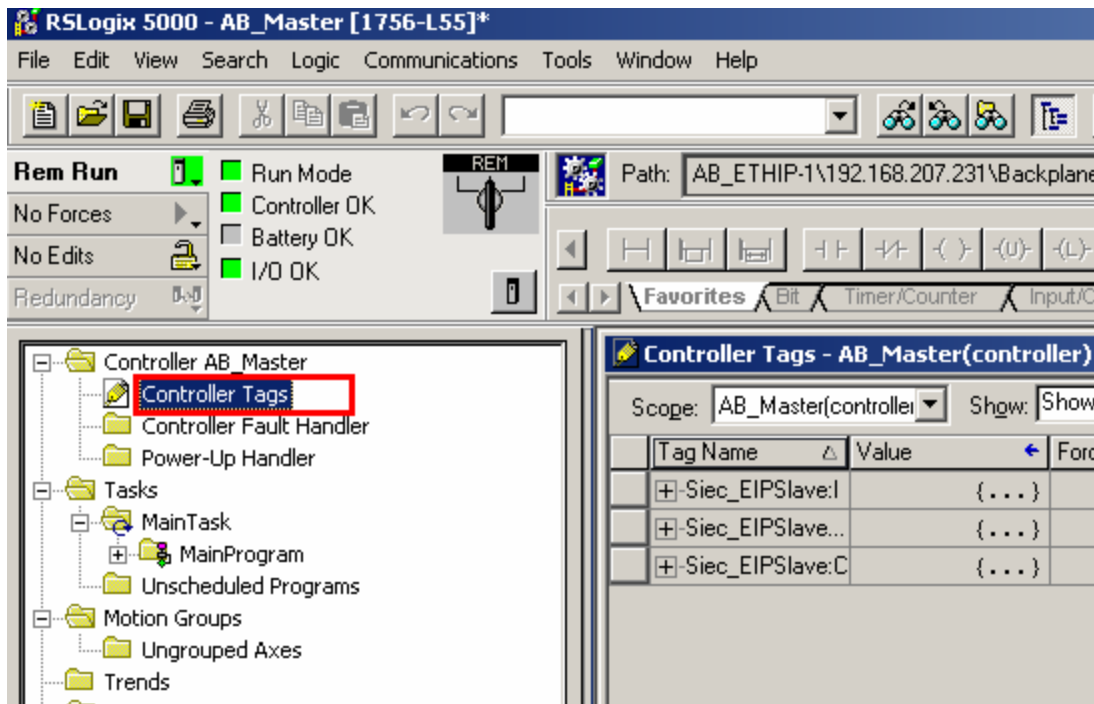 RSLogix 5000 - AB_Master [1756-L55]*
File Edit View Search Logic Communications Tools Window Help
Rem Run
No Forces
No Edits
Redundancy
Run Mode
Controller OK
Battery OK
I/O OK
REM
Path: AB_ETHIP-1\192.168.207.231\Backplane
(U) (L)
Favorites Bit Timer/Counter Input/C
Controller AB_Master
Controller Tags
Controller Fault Handler
Power-Up Handler
Tasks
MainTask
MainProgram
Unscheduled Programs
Motion Groups
Ungrouped Axes
Trends
Controller Tags - AB_Master(controller)
Scope: AB_Master(controller Show: Show
Tag Name Value Forc
Siec_EIPSlave:I {...}
Siec_EIPSlave... {...}
Siec_EIPSlave:C {...}